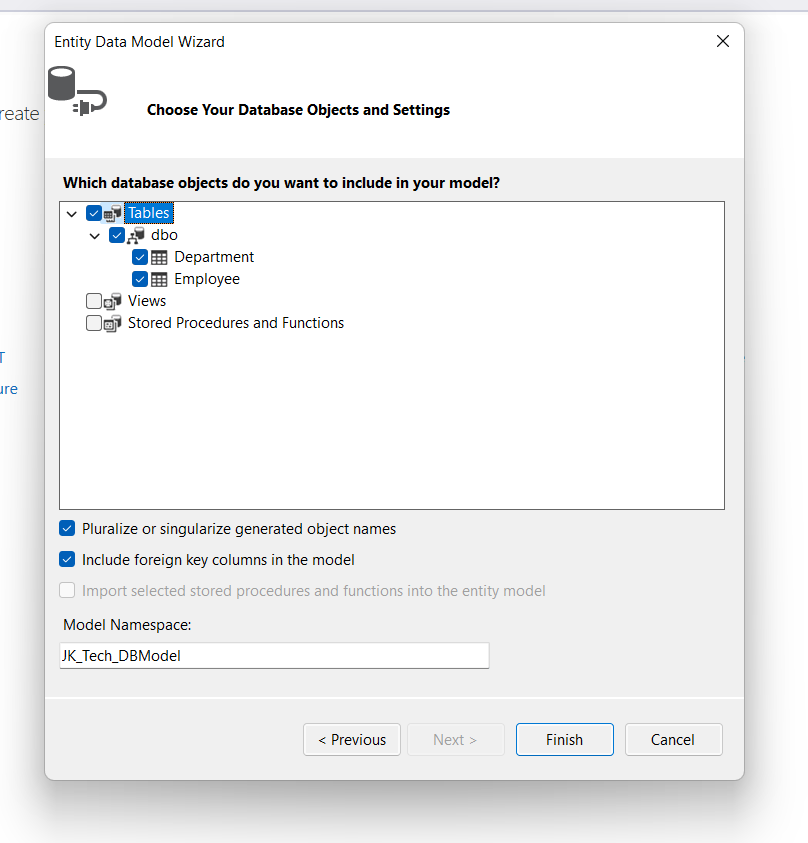 Entity Data Model Wizard
reate
Choose Your Database Objects and Settings
Which database objects do you want to include in your model?
Tables
dbo
Department
Employee
Views
Stored Procedures and Functions
T
ure
Pluralize or singularize generated object names
Include foreign key columns in the model
Import selected stored procedures and functions into the entity model
Model Namespace:
JK_Tech_DBModel
< Previous Next > Finish Cancel